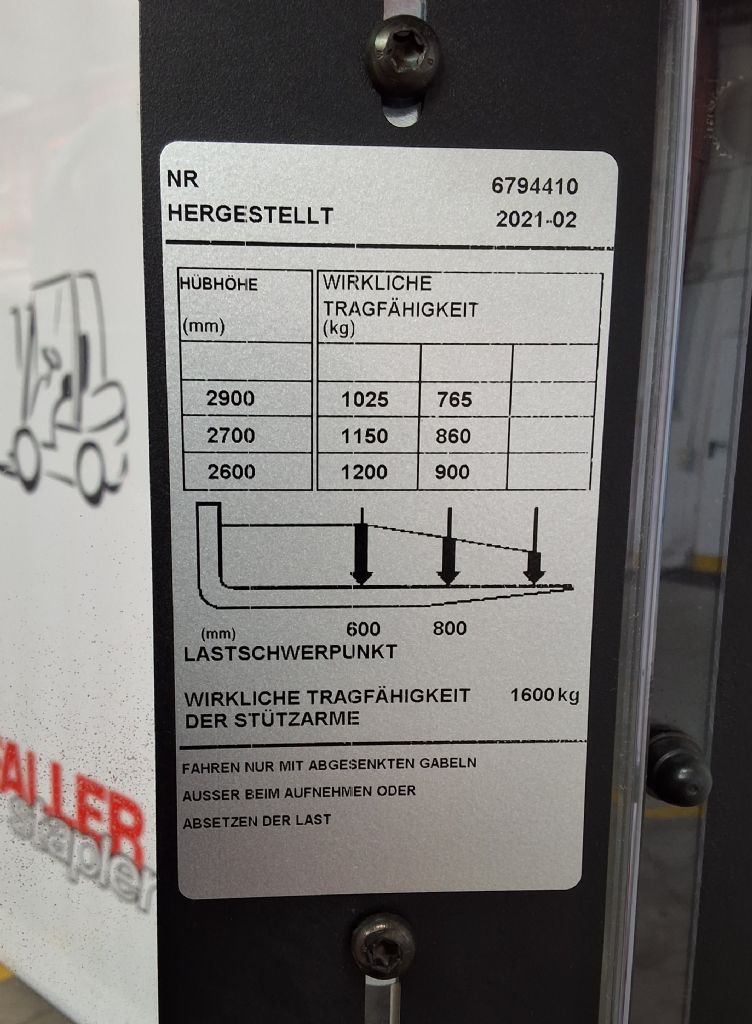 NR 6794410
HERGESTELLT 2021-02
HÜBHÖHE WIRKLICHE
TRAGFÄHIGKEIT
(mm) (kg)
2900 1025 765
2700 1150 860
2600 1200 900
(mm) 600 800
LASTSCHWERPUNKT
WIRKLICHE TRAGFÄHIGKEIT 1600 kg
DER STÜTZARME
FAHREN NUR MIT ABGESENKTEN GABELN
AUSSER BEIM AUFNEHMEN ODER
ABSETZEN DER LAST
ALLER
stapler